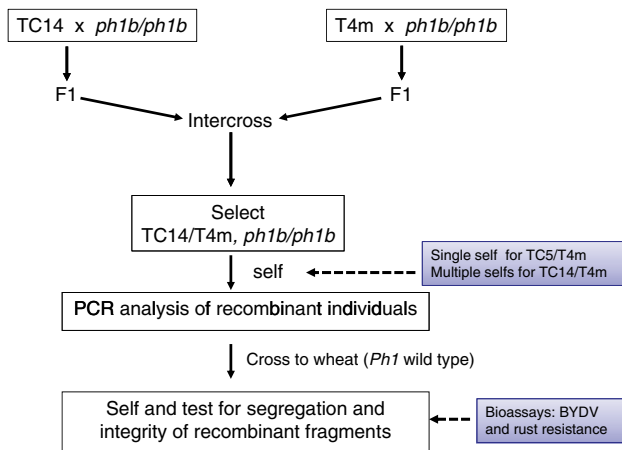 TC14 x ph1b/ph1b
T4m x ph1b/ph1b
F1
F1
Intercross
Select
TC14/T4m, ph1b/ph1b
self
Single self for TC5/T4m
Multiple selfs for TC14/T4m
PCR analysis of recombinant individuals
Cross to wheat (Ph1 wild type)
Self and test for segregation and
integrity of recombinant fragments
Bioassays: BYDV
and rust resistance